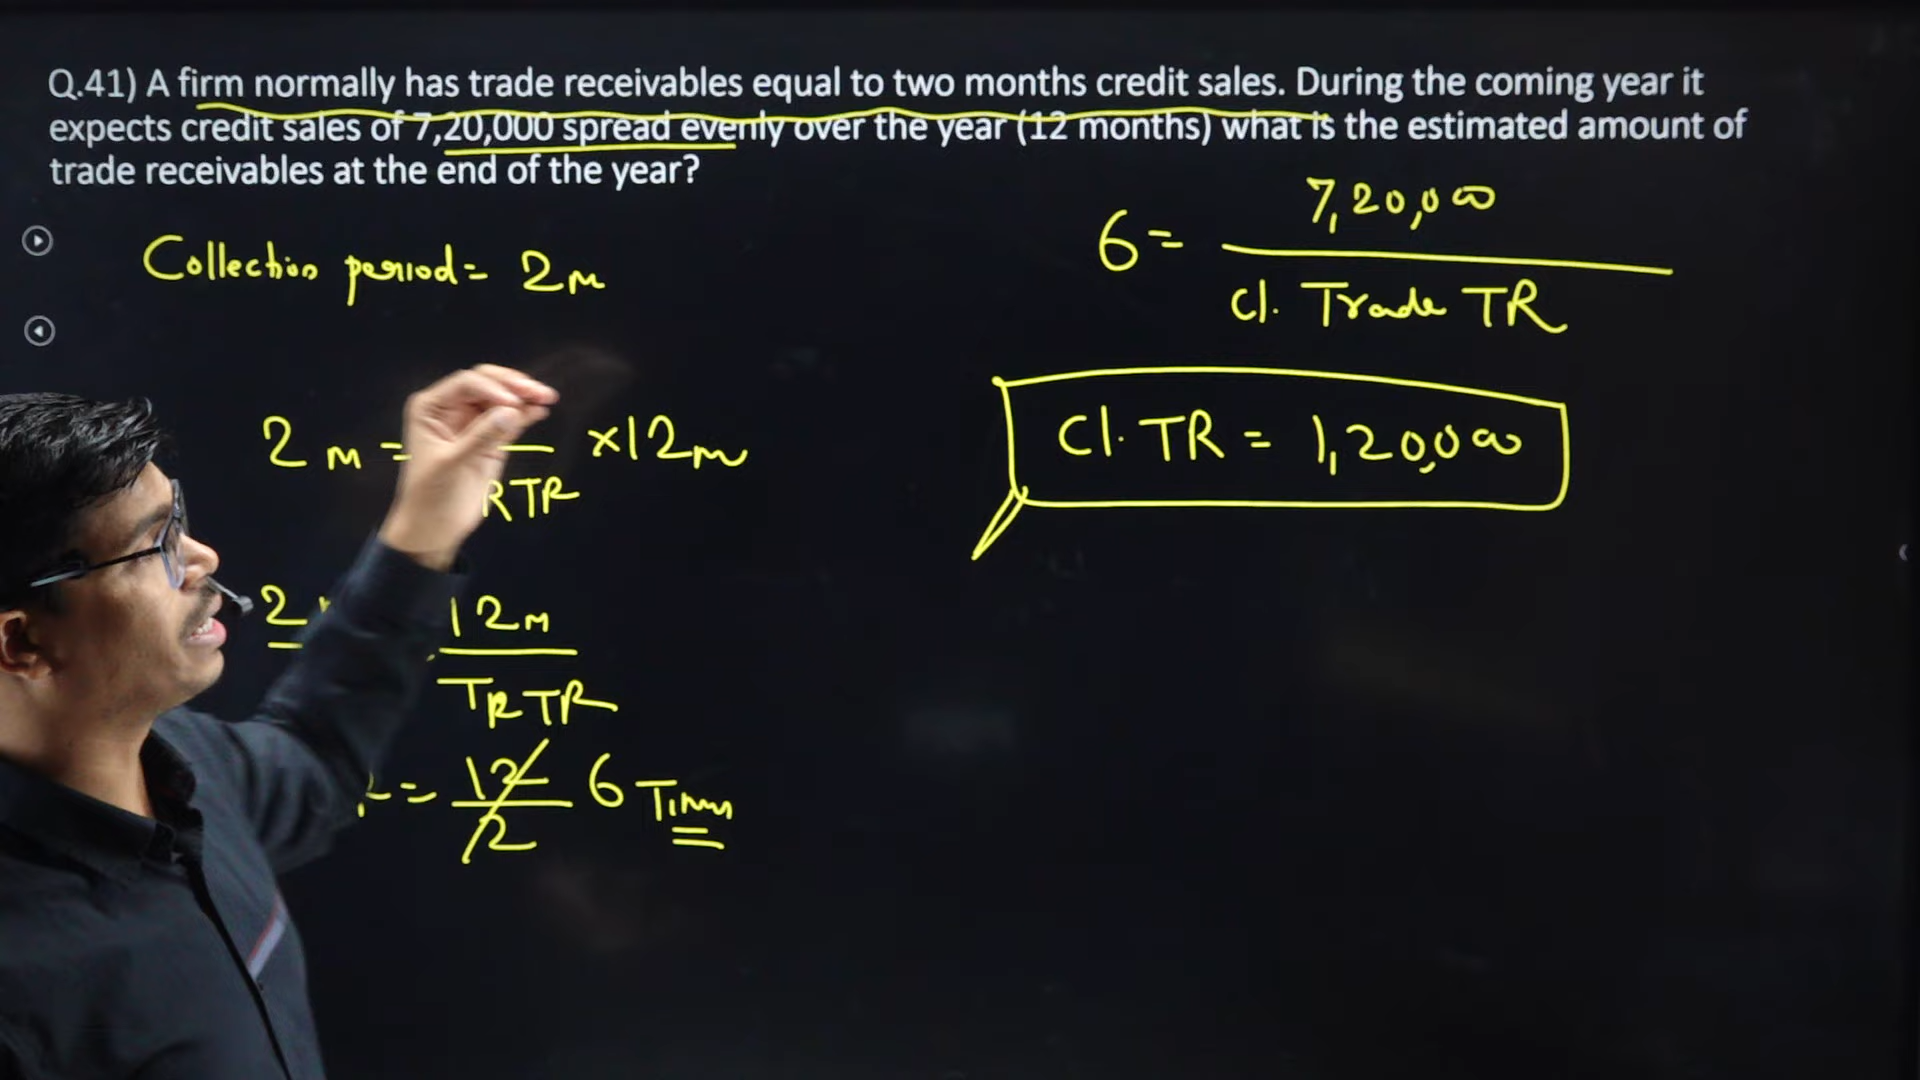 Q.41) A firm normally has trade receivables equal to two months credit sales. During the coming year it
expects credit sales of 7,20,000 spread evenly over the year (12 months) what is the estimated amount of
trade receivables at the end of the year?
Collection period = 2m
2m = RTR ×12m
2 12m
TRTR
= 12
2
6 Times
6 = 7,20,000
Cl. Trade TR
Cl. TR = 1,20,000